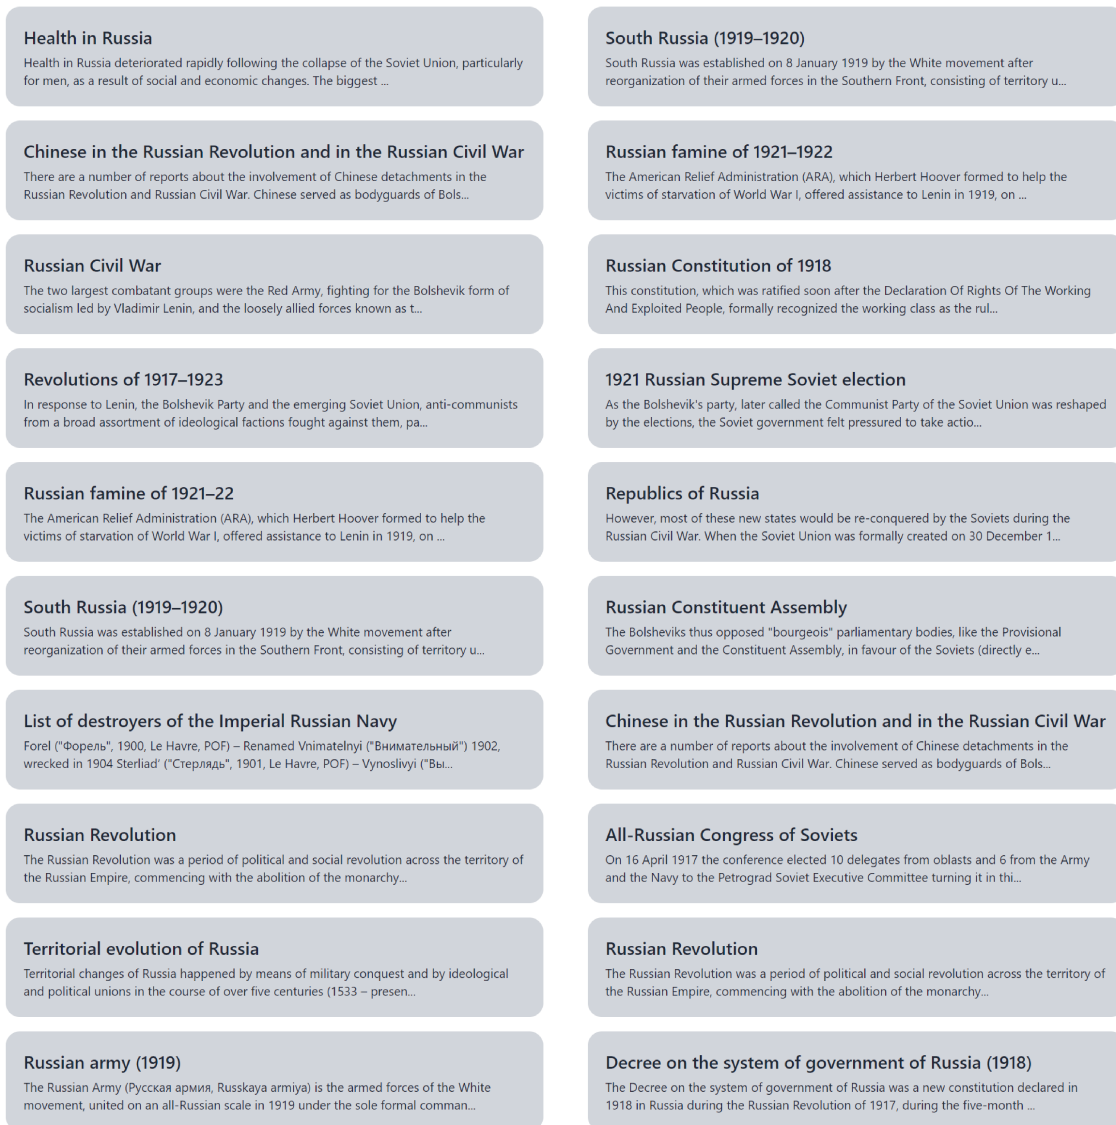 Health in Russia
Health in Russia deteriorated rapidly following the collapse of the Soviet Union, particularly
for men, as a result of social and economic changes. The biggest ...
Chinese in the Russian Revolution and in the Russian Civil War
There are a number of reports about the involvement of Chinese detachments in the
Russian Revolution and Russian Civil War. Chinese served as bodyguards of Bols...
Russian Civil War
The two largest combatant groups were the Red Army, fighting for the Bolshevik form of
socialism led by Vladimir Lenin, and the loosely allied forces known as t...
Revolutions of 1917–1923
In response to Lenin, the Bolshevik Party and the emerging Soviet Union, anti-communists
from a broad assortment of ideological factions fought against them, pa...
Russian famine of 1921–22
The American Relief Administration (ARA), which Herbert Hoover formed to help the
victims of starvation of World War I, offered assistance to Lenin in 1919, on ...
South Russia (1919–1920)
South Russia was established on 8 January 1919 by the White movement after
reorganization of their armed forces in the Southern Front, consisting of territory u...
List of destroyers of the Imperial Russian Navy
Forel ("Форель", 1900, Le Havre, POF) – Renamed Vnimatelnyi ("Внимательный") 1902,
wrecked in 1904 Sterliad' ("Стерлядь", 1901, Le Havre, POF) – Vynoslivyi ("Вы...
Russian Revolution
The Russian Revolution was a period of political and social revolution across the territory of
the Russian Empire, commencing with the abolition of the monarchy...
Territorial evolution of Russia
Territorial changes of Russia happened by means of military conquest and by ideological
and political unions in the course of over five centuries (1533 – presen...
Russian army (1919)
The Russian Army (Русская армия, Russkaya armiya) is the armed forces of the White
movement, united on an all-Russian scale in 1919 under the sole formal comman...
South Russia (1919–1920)
South Russia was established on 8 January 1919 by the White movement after
reorganization of their armed forces in the Southern Front, consisting of territory u...
Russian famine of 1921–1922
The American Relief Administration (ARA), which Herbert Hoover formed to help the
victims of starvation of World War I, offered assistance to Lenin in 1919, on ...
Russian Constitution of 1918
This constitution, which was ratified soon after the Declaration Of Rights Of The Working
And Exploited People, formally recognized the working class as the rul...
1921 Russian Supreme Soviet election
As the Bolshevik's party, later called the Communist Party of the Soviet Union was reshaped
by the elections, the Soviet government felt pressured to take actio...
Republics of Russia
However, most of these new states would be re-conquered by the Soviets during the
Russian Civil War. When the Soviet Union was formally created on 30 December 1...
Russian Constituent Assembly
The Bolsheviks thus opposed "bourgeois" parliamentary bodies, like the Provisional
Government and the Constituent Assembly, in favour of the Soviets (directly e...
Chinese in the Russian Revolution and in the Russian Civil War
There are a number of reports about the involvement of Chinese detachments in the
Russian Revolution and Russian Civil War. Chinese served as bodyguards of Bols...
All-Russian Congress of Soviets
On 16 April 1917 the conference elected 10 delegates from oblasts and 6 from the Army
and the Navy to the Petrograd Soviet Executive Committee turning it in thi...
Russian Revolution
The Russian Revolution was a period of political and social revolution across the territory of
the Russian Empire, commencing with the abolition of the monarchy...
Decree on the system of government of Russia (1918)
The Decree on the system of government of Russia was a new constitution declared in
1918 in Russia during the Russian Revolution of 1917, during the five-month ...